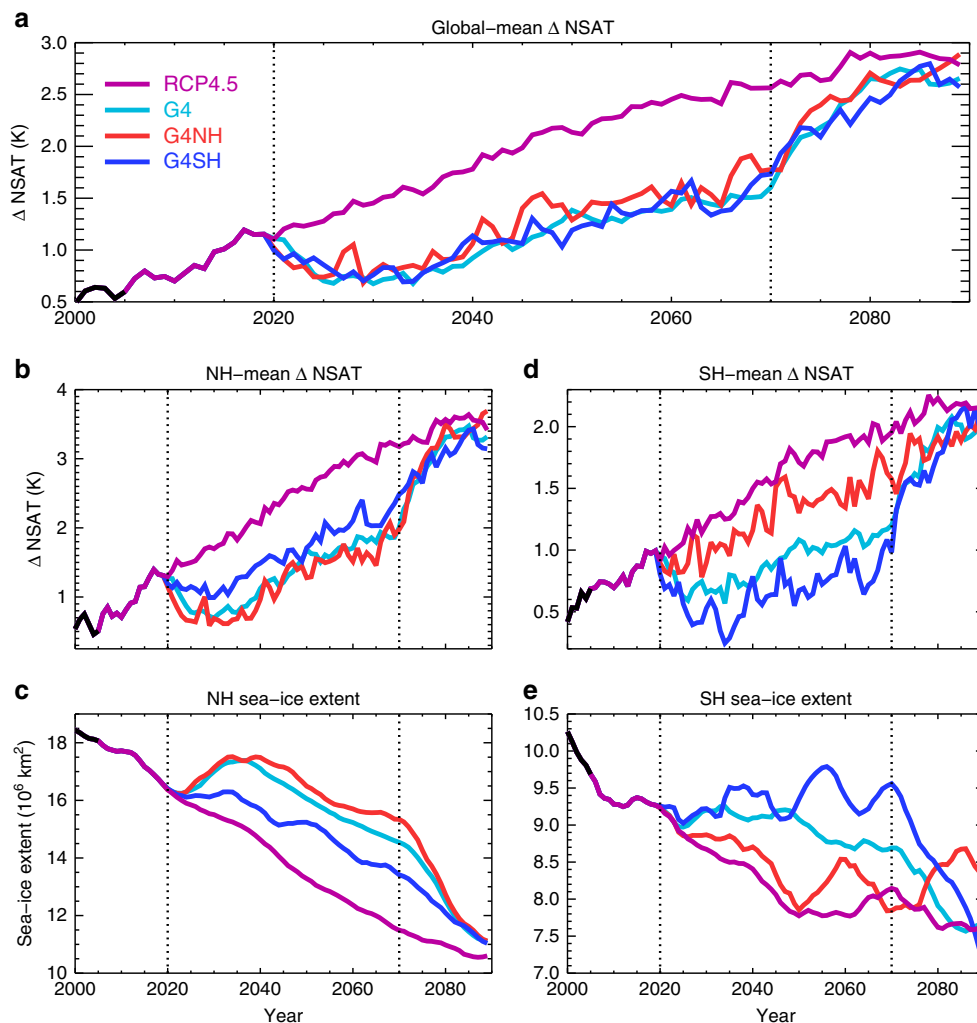 a
Global−mean Δ NSAT
Δ NSAT (K)
3.0
2.5
2.0
1.5
1.0
0.5
RCP4.5
G4
G4NH
G4SH
2000 2020 2040 2060 2080
b
NH−mean Δ NSAT
Δ NSAT (K)
4
3
2
1
d
SH−mean Δ NSAT
2.0
1.5
1.0
0.5
c
NH sea−ice extent
Sea−ice extent (10⁶ km²)
18
16
14
12
10
2000 2020 2040 2060 2080
Year
e
SH sea−ice extent
10.5
10.0
9.5
9.0
8.5
8.0
7.5
7.0
2000 2020 2040 2060 2080
Year